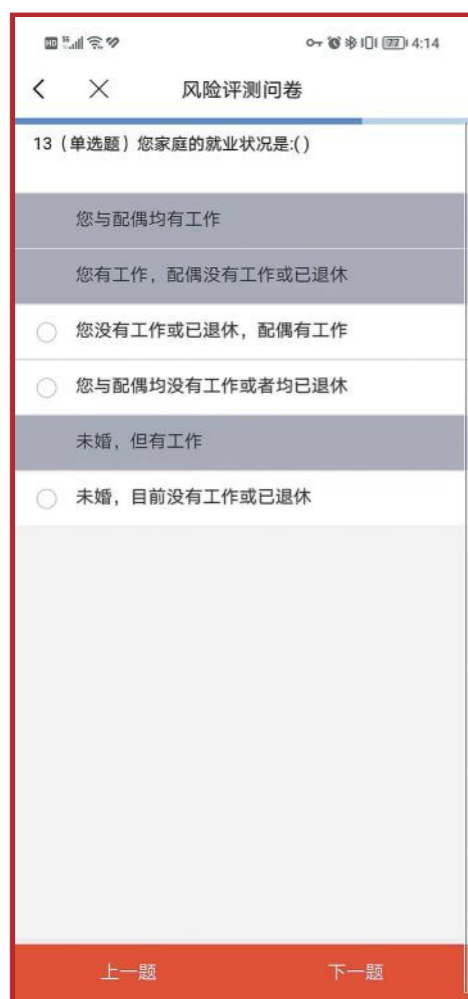 HD 77 4:14
风险评测问卷
13（单选题）您家庭的就业状况是:( )
您与配偶均有工作
您有工作，配偶没有工作或已退休
您没有工作或已退休，配偶有工作
您与配偶均没有工作或者均已退休
未婚，但有工作
未婚，目前没有工作或已退休
上一题 下一题